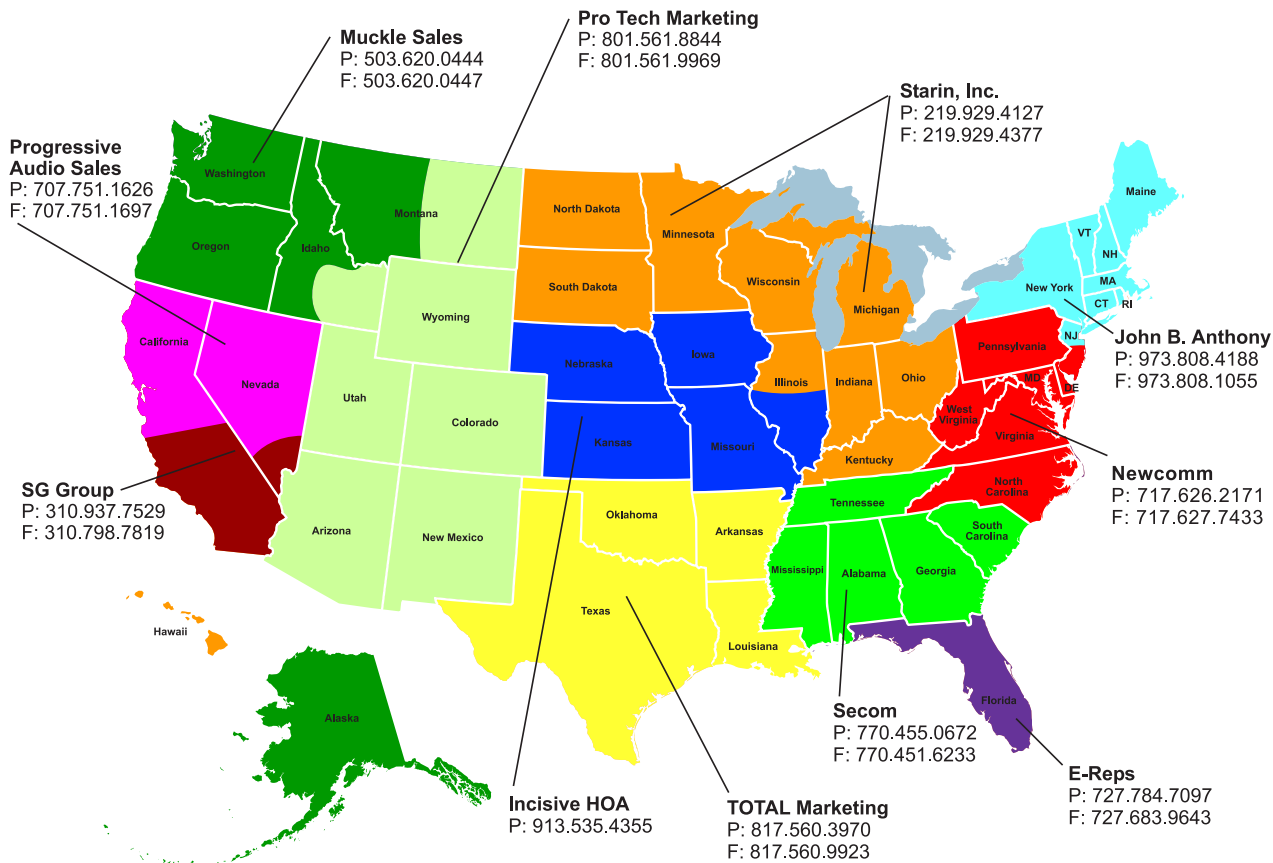 Pro Tech Marketing
P: 801.561.8844
F: 801.561.9969
Muckle Sales
P: 503.620.0444
F: 503.620.0447
Starin, Inc.
P: 219.929.4127
F: 219.929.4377
Progressive
Audio Sales
P: 707.751.1626
F: 707.751.1697
Washington
Montana
Oregon
Idaho
Wyoming
North Dakota
South Dakota
Minnesota
Wisconsin
Michigan
Maine
VT
NH
MA
New York
CT
RI
NJ
John B. Anthony
P: 973.808.4188
F: 973.808.1055
California
Nevada
Utah
Colorado
Nebraska
Iowa
Kansas
Missouri
Illinois
Indiana
Ohio
Pennsylvania
MD
DE
West
Virginia
Virginia
Kentucky
North
Carolina
Newcomm
P: 717.626.2171
F: 717.627.7433
SG Group
P: 310.937.7529
F: 310.798.7819
Arizona
New Mexico
Oklahoma
Arkansas
Tennessee
South
Carolina
Mississippi
Alabama
Georgia
Texas
Louisiana
Hawaii
Alaska
Florida
Secom
P: 770.455.0672
F: 770.451.6233
E-Reps
P: 727.784.7097
F: 727.683.9643
Incisive HOA
P: 913.535.4355
TOTAL Marketing
P: 817.560.3970
F: 817.560.9923